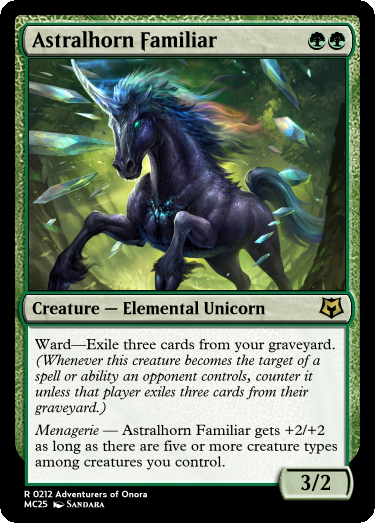 Astralhorn Familiar
Creature — Elemental Unicorn
Ward—Exile three cards from your graveyard.
(Whenever this creature becomes the target of a
spell or ability an opponent controls, counter it
unless that player exiles three cards from their
graveyard.)
Menagerie — Astralhorn Familiar gets +2/+2
as long as there are five or more creature types
among creatures you control.
3/2
R 0212 Adventurers of Onora
MC25 Sandara